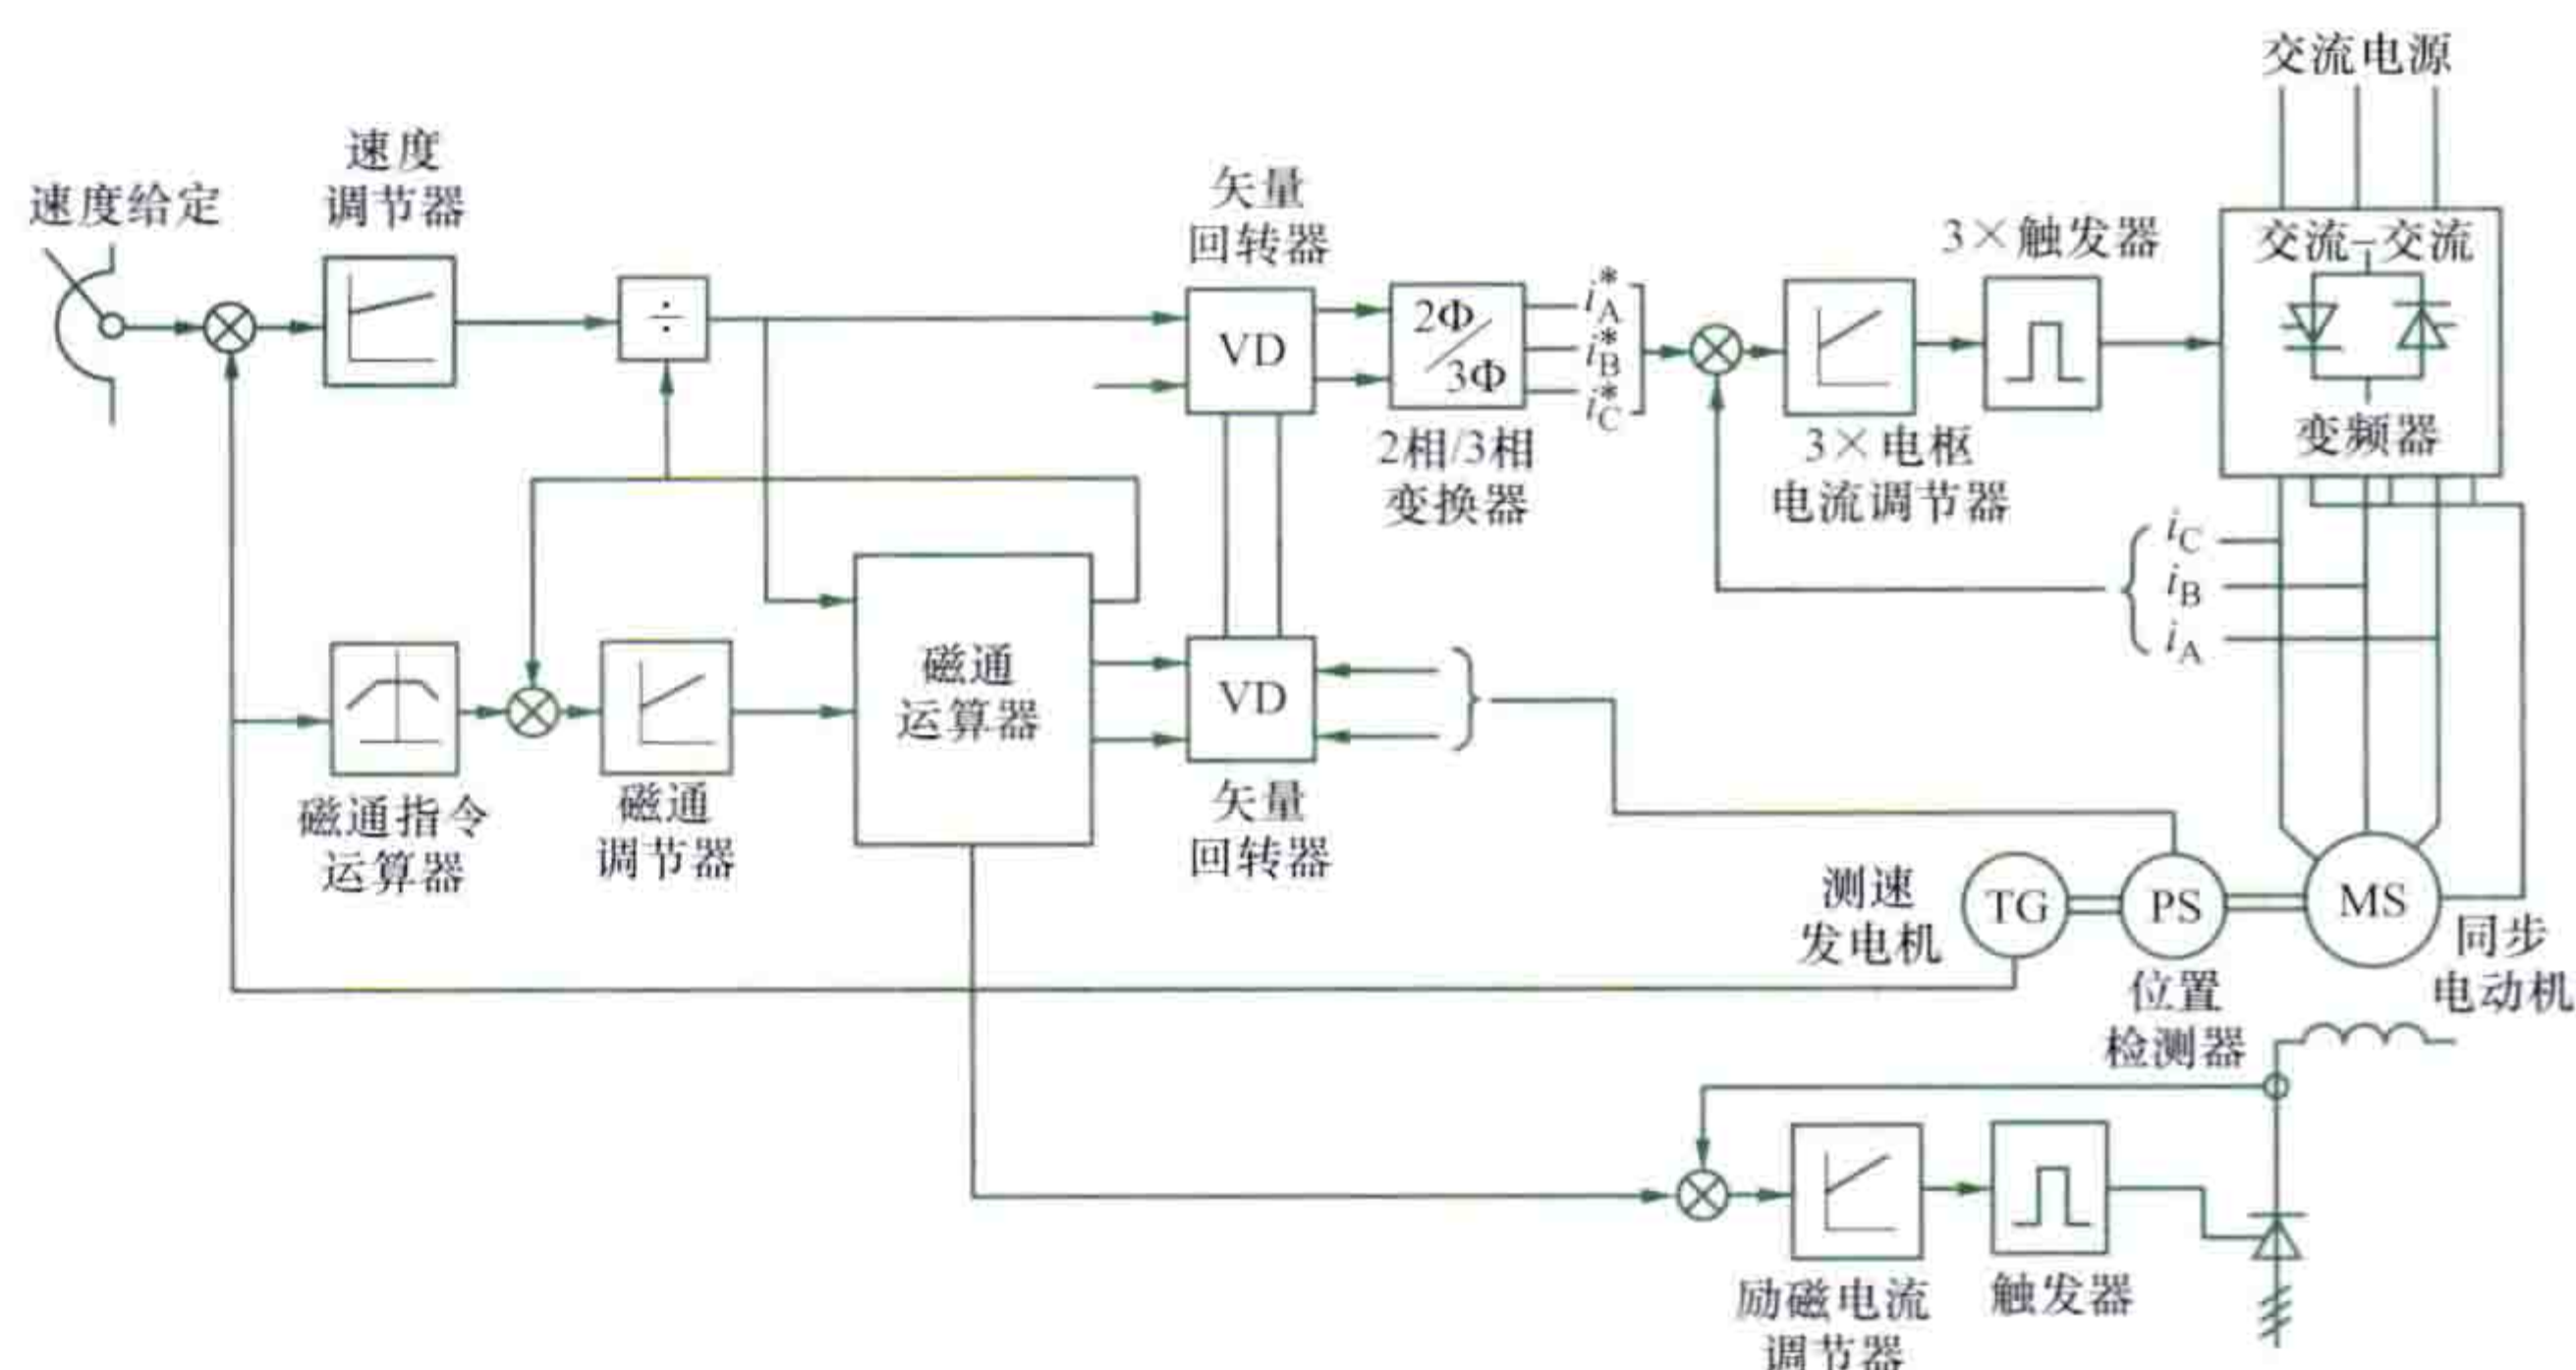 交流电源
速度
调节器
速度给定
矢量
回转器
3×触发器
交流-交流
÷
VD
2Φ
3Φ
i*A
i*B
i*C
变频器
2相/3相
变换器
3×电枢
电流调节器
iC
iB
iA
磁通
运算器
VD
磁通指令
运算器
磁通
调节器
矢量
回转器
测速
发电机
TG
PS
MS
同步
电动机
位置
检测器
励磁电流
调节器
触发器